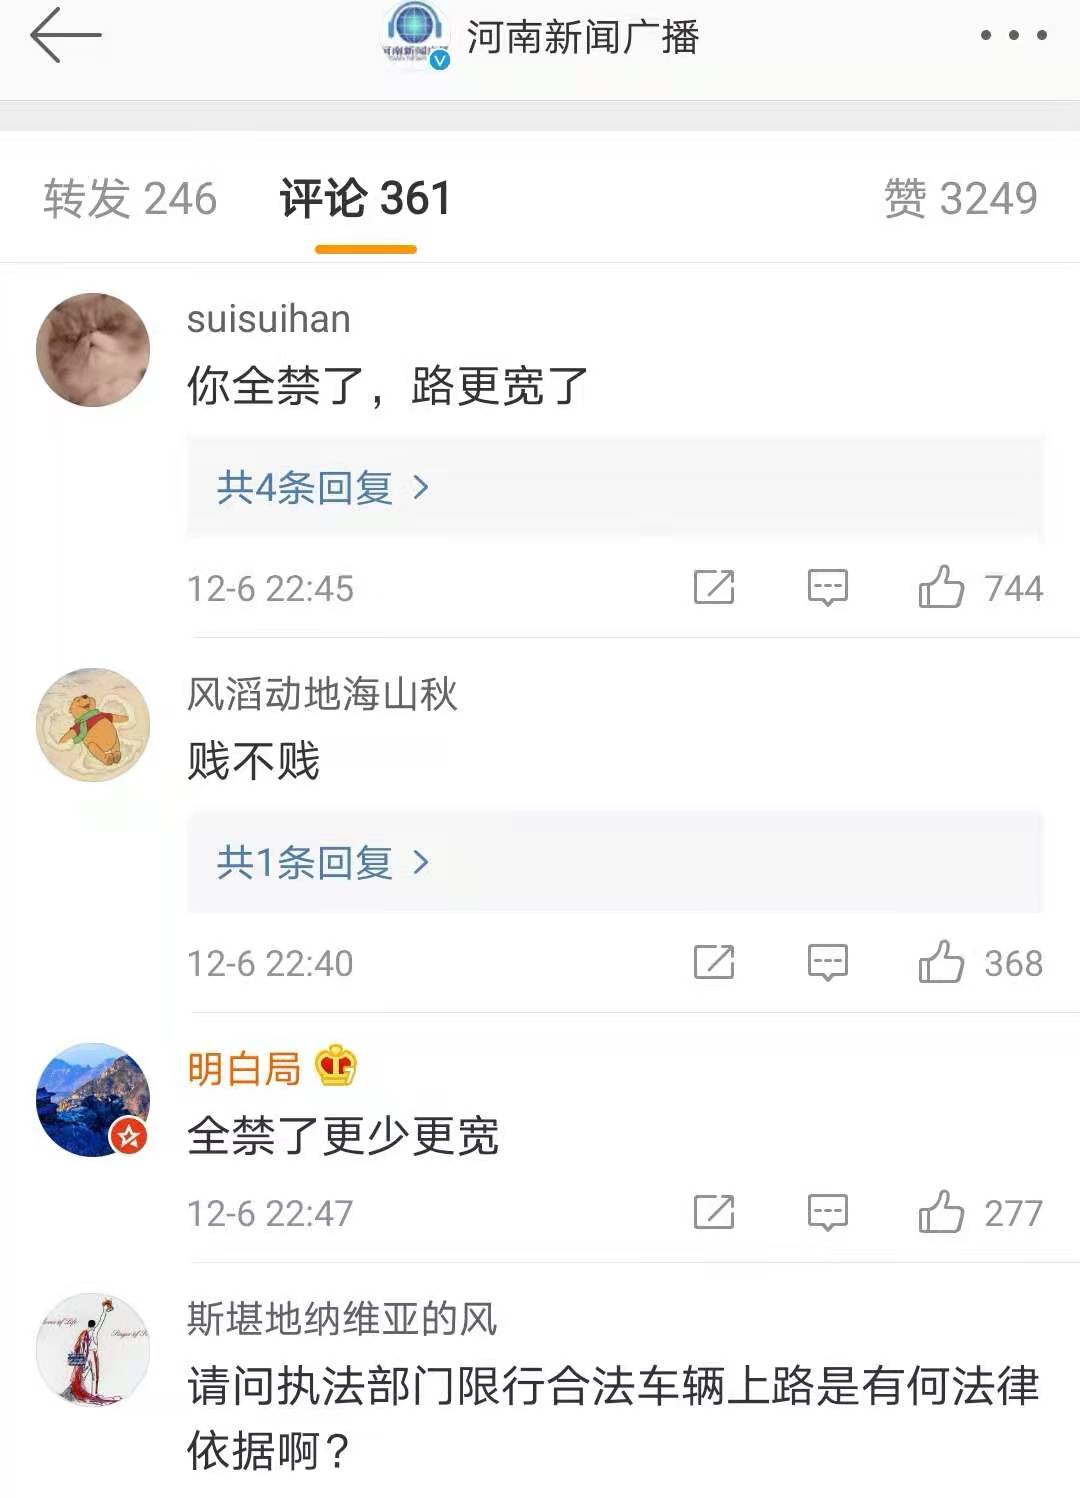 河南新闻广播
转发 246 评论 361 赞 3249
suisuihan
你全禁了，路更宽了
共4条回复 >
12-6 22:45 744
风滔动地海山秋
贱不贱
共1条回复 >
12-6 22:40 368
明白局
全禁了更少更宽
12-6 22:47 277
斯堪地纳维亚的风
请问执法部门限行合法车辆上路是有何法律
依据啊？